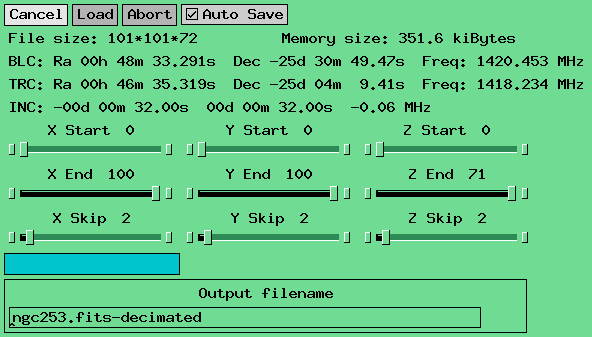 Cancel Load Abort Auto Save
File size: 101*101*72 Memory size: 351.6 kiBytes
BLC: Ra 00h 48m 33.291s Dec -25d 30m 49.47s Freq: 1420.453 MHz
TRC: Ra 00h 46m 35.319s Dec -25d 04m 9.41s Freq: 1418.234 MHz
INC: -00d 00m 32.00s 00d 00m 32.00s -0.06 MHz
X Start 0 Y Start 0 Z Start 0
X End 100 Y End 100 Z End 71
X Skip 2 Y Skip 2 Z Skip 2
Output filename
ngc253.fits-decimated